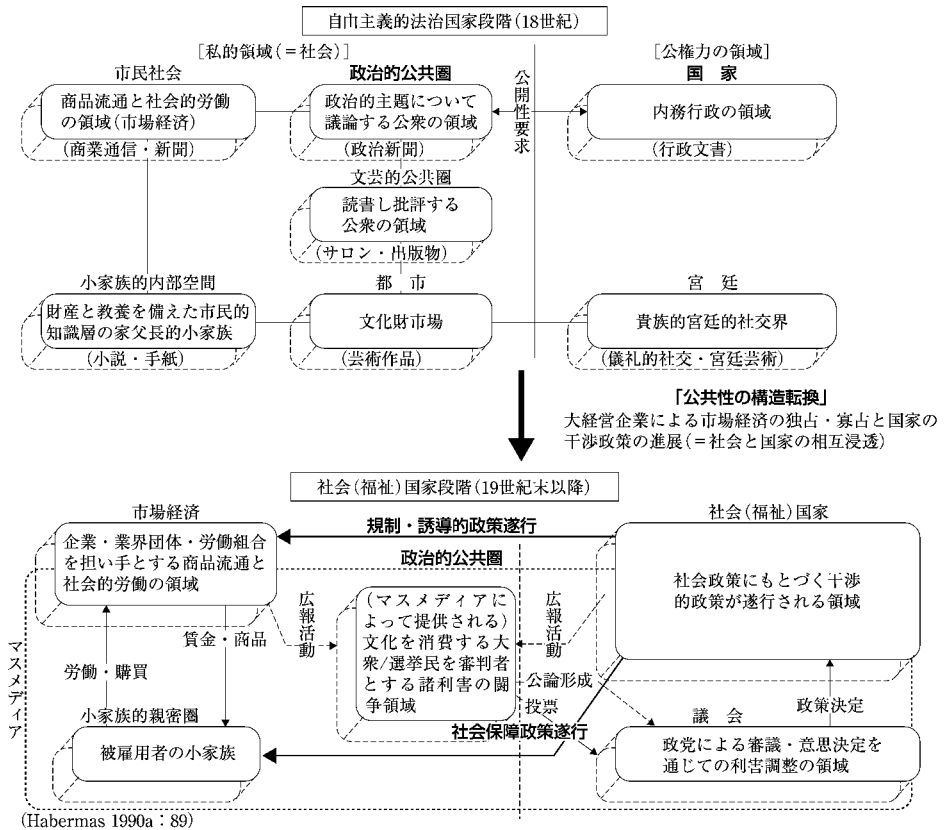 自由主義的法治国家段階(18世紀)
[私的領域(=社会)]
[公権力の領域]
市民社会
政治的公共圏
国　家
商品流通と社会的労働
の領域(市場経済)
政治的主題について
議論する公衆の領域
公開性要求
内務行政の領域
(商業通信・新聞)
(政治新聞)
(行政文書)
文芸的公共圏
読書し批評する
公衆の領域
(サロン・出版物)
小家族的内部空間
都　市
宮　廷
財産と教養を備えた市民的
知識層の家父長的小家族
文化財市場
貴族的宮廷的社交界
(小説・手紙)
(芸術作品)
(儀礼的社交・宮廷芸術)
「公共性の構造転換」
大経営企業による市場経済の独占・寡占と国家の
干渉政策の進展(=社会と国家の相互浸透)
社会(福祉)国家段階(19世紀末以降)
市場経済
規制・誘導的政策遂行
社会(福祉)国家
企業・業界団体・労働組合
を担い手とする商品流通と
社会的労働の領域
政治的公共圏
社会政策にもとづく干渉
的政策が遂行される領域
マスメディア
広報活動
(マスメディアに
よって提供される)
文化を消費する大
衆/選挙民を審判者
とする諸利害の闘
争領域
広報活動
賃金・商品
労働・購買
公論形成
投票
政策決定
小家族的親密圏
社会保障政策遂行
議　会
被雇用者の小家族
政党による審議・意思決定を
通じての利害調整の領域
(Habermas 1990a：89)